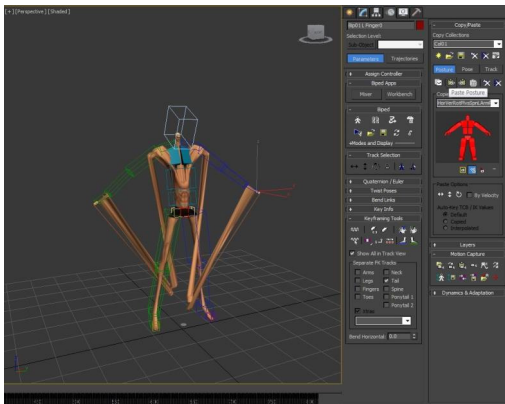 [+][Perspective][Shaded]
Bip011 Finger0
Selection Level:
Sub-Object
Parameters
Trajectories
+ Assign Controller
- Biped Apps
Mixer
Workbench
- Biped
+Modes and Display
- Track Selection
+ Quaternion / Euler
+ Twist Poses
+ Bend Links
+ Key Info
- Keyframing Tools
Show All in Track View
Separate FK Tracks
Arms
Neck
Legs
Tail
Fingers
Spine
Toes
Ponytail 1
Ponytail 2
Bend Horizontal:
0.0
- Copy/Paste
Copy Collections
Col01
Posture
Pose
Track
Paste Posture
Paste Options
By Velocity
Auto-Key TCB / IK Values
Default
Copied
Interpolated
+ Layers
- Motion Capture
+ Dynamics & Adaptation